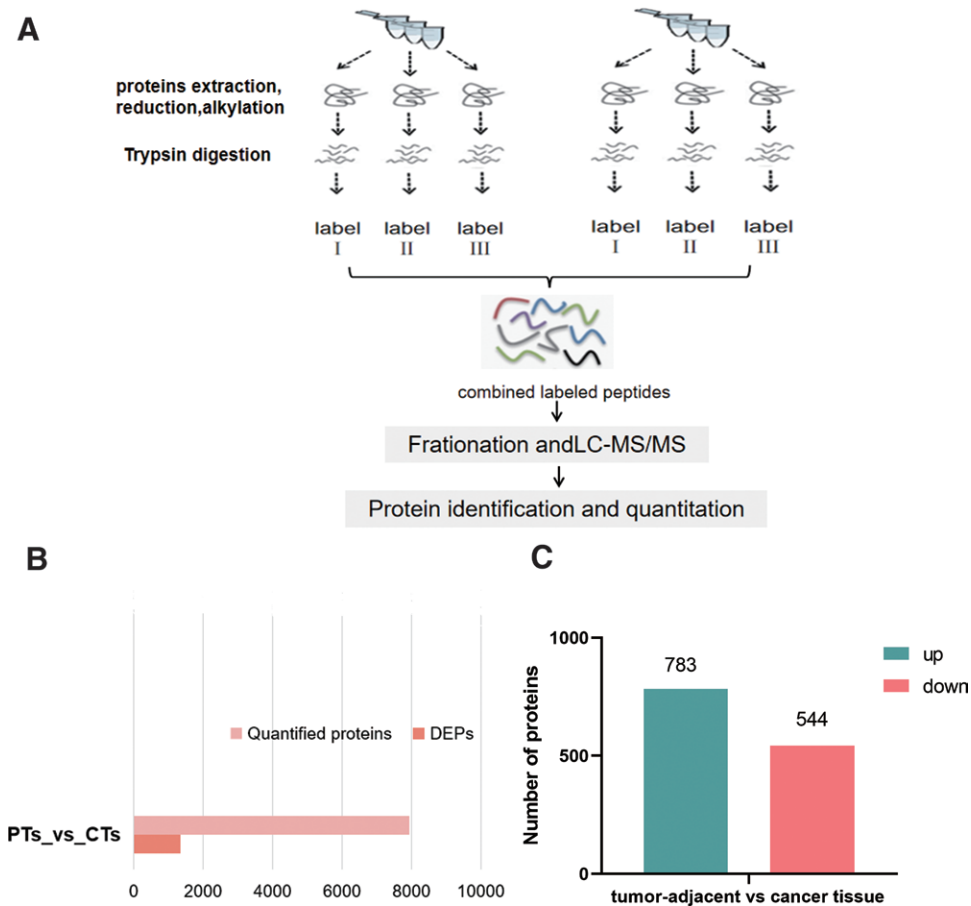 A
proteins extraction,
reduction,alkylation
Trypsin digestion
label label label label label label
I II III I II III
combined labeled peptides
Frationation andLC-MS/MS
Protein identification and quantitation
B
Quantified proteins DEPs
PTs_vs_CTs
0 2000 4000 6000 8000 10000
C
1000
500
0
Number of proteins
783
544
up
down
tumor-adjacent vs cancer tissue